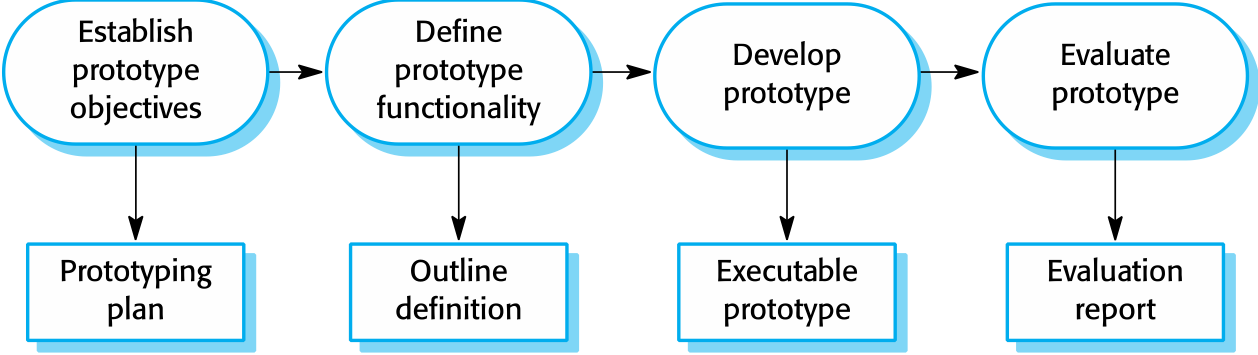 Establish
prototype
objectives
Define
prototype
functionality
Develop
prototype
Evaluate
prototype
Prototyping
plan
Outline
definition
Executable
prototype
Evaluation
report